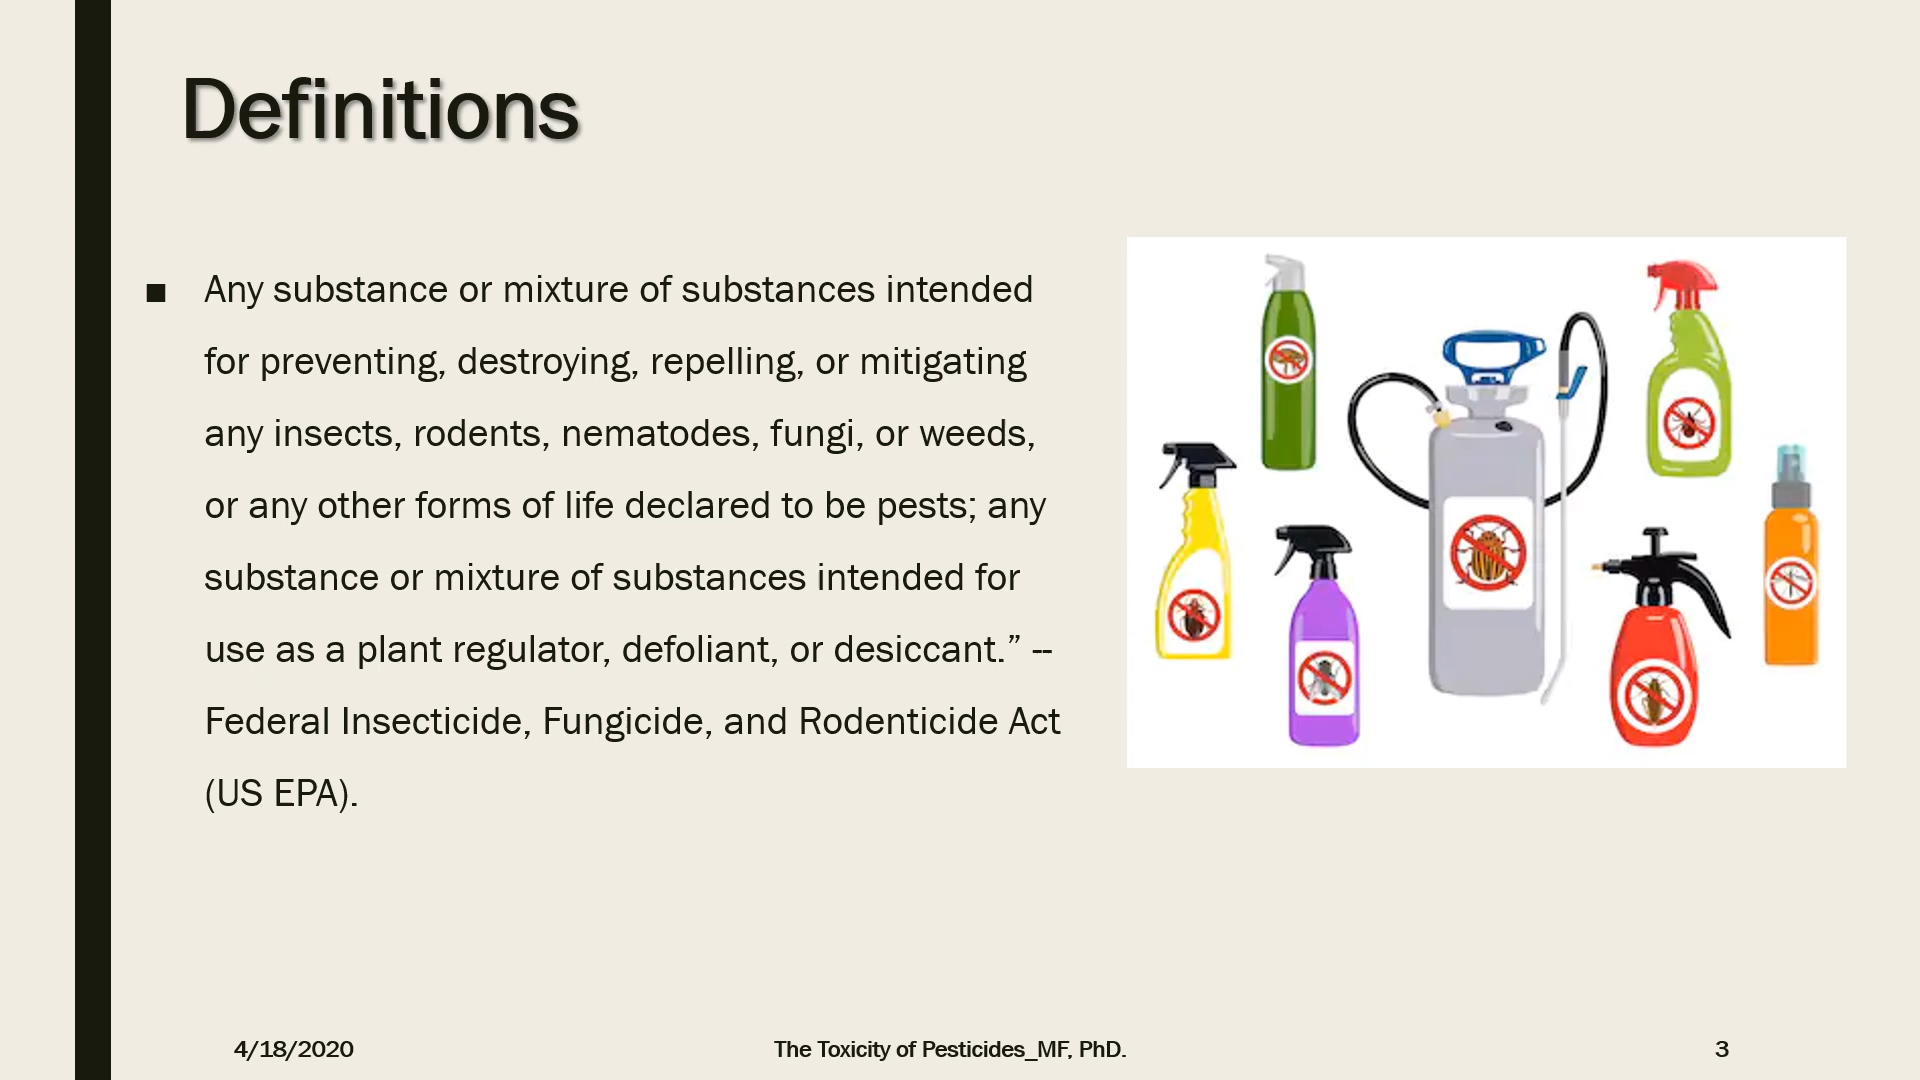 Definitions
■ Any substance or mixture of substances intended
for preventing, destroying, repelling, or mitigating
any insects, rodents, nematodes, fungi, or weeds,
or any other forms of life declared to be pests; any
substance or mixture of substances intended for
use as a plant regulator, defoliant, or desiccant.” --
Federal Insecticide, Fungicide, and Rodenticide Act
(US EPA).
4/18/2020
The Toxicity of Pesticides_MF, PhD.
3